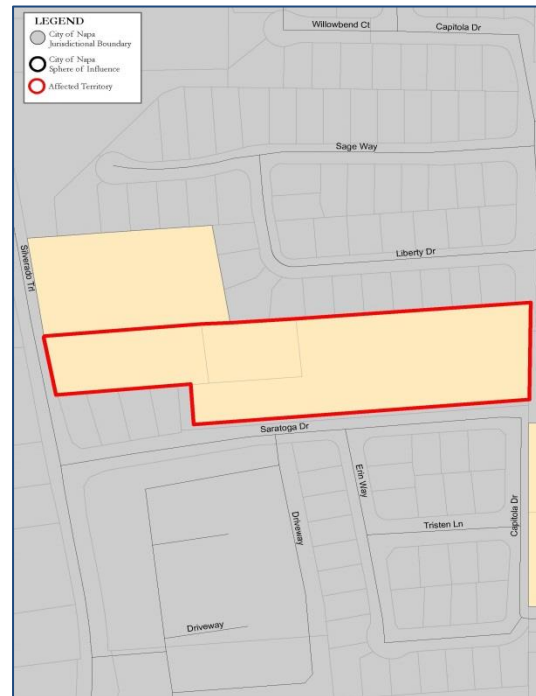 LEGEND
City of Napa
Jurisdictional Boundary
City of Napa
Sphere of Influence
Affected Territory
Willowbend Ct
Capitola Dr
Sage Way
Silverado Trl
Liberty Dr
Saratoga Dr
Driveway
Erin Way
Tristen Ln
Capitola Dr
Driveway